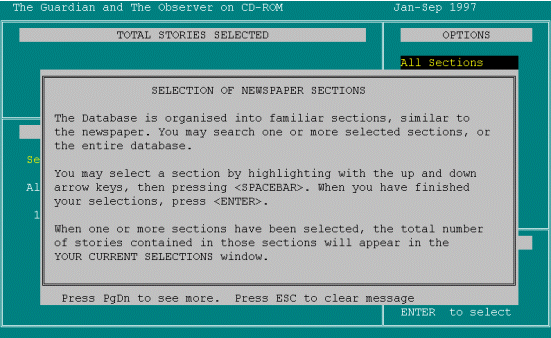 The Guardian and The Observer on CD-ROM Jan-Sep 1997
TOTAL STORIES SELECTED OPTIONS
All Sections
SELECTION OF NEWSPAPER SECTIONS
The Database is organised into familiar sections, similar to
the newspaper. You may search one or more selected sections, or
the entire database.
Se
You may select a section by highlighting with the up and down
Al
arrow keys, then pressing <SPACEBAR>. When you have finished
your selections, press <ENTER>.
1
When one or more sections have been selected, the total number
of stories contained in those sections will appear in the
YOUR CURRENT SELECTIONS window.
Press PgDn to see more. Press ESC to clear message
ENTER to select